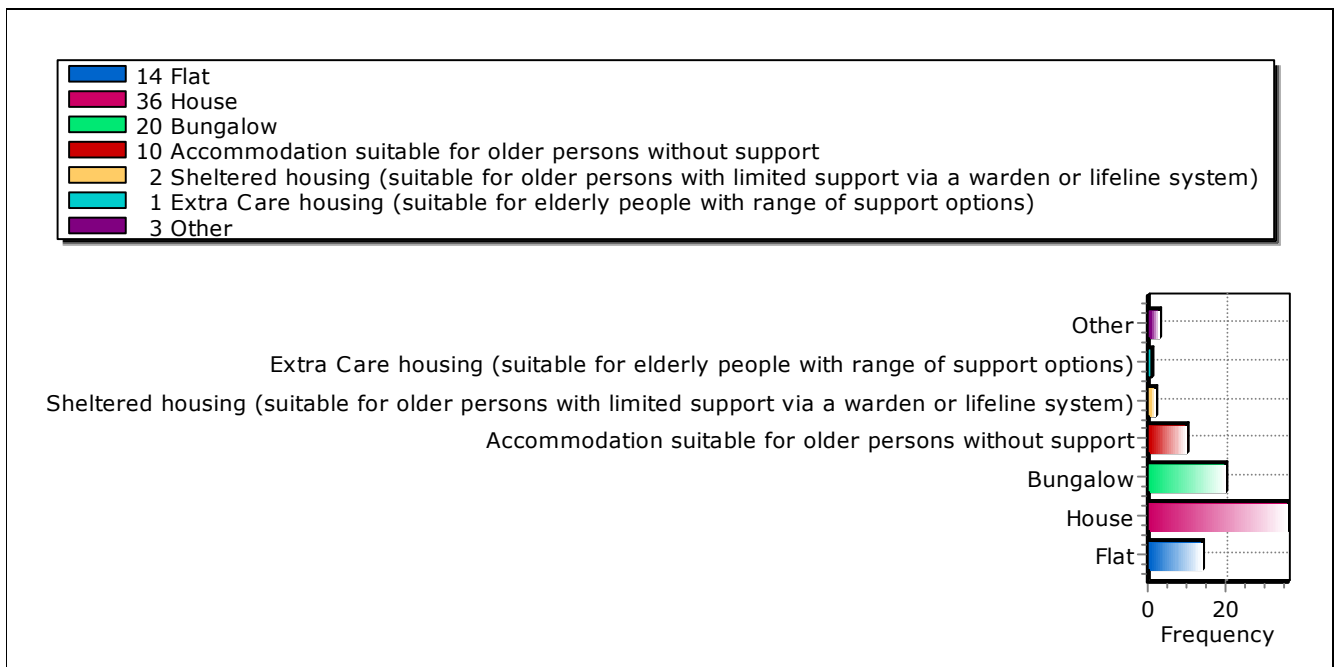 14 Flat
36 House
20 Bungalow
10 Accommodation suitable for older persons without support
2 Sheltered housing (suitable for older persons with limited support via a warden or lifeline system)
1 Extra Care housing (suitable for elderly people with range of support options)
3 Other
Other
Extra Care housing (suitable for elderly people with range of support options)
Sheltered housing (suitable for older persons with limited support via a warden or lifeline system)
Accommodation suitable for older persons without support
Bungalow
House
Flat
0 20
Frequency